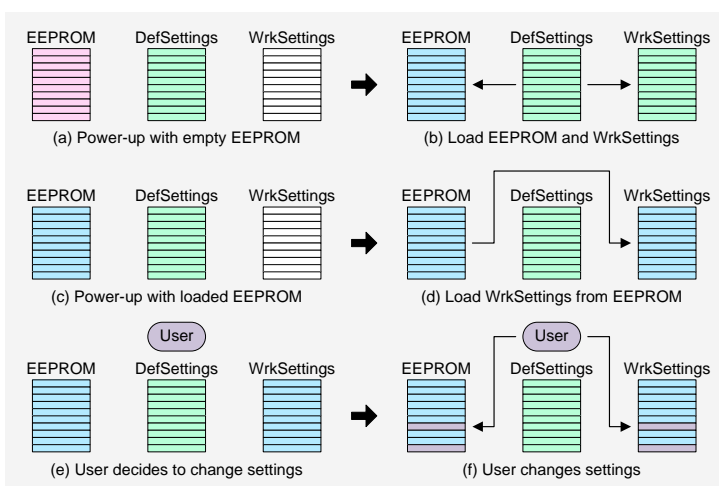 EEPROM DefSettings WrkSettings EEPROM DefSettings WrkSettings
(a) Power-up with empty EEPROM (b) Load EEPROM and WrkSettings
EEPROM DefSettings WrkSettings EEPROM DefSettings WrkSettings
(c) Power-up with loaded EEPROM (d) Load WrkSettings from EEPROM
User User
EEPROM DefSettings WrkSettings EEPROM DefSettings WrkSettings
(e) User decides to change settings (f) User changes settings